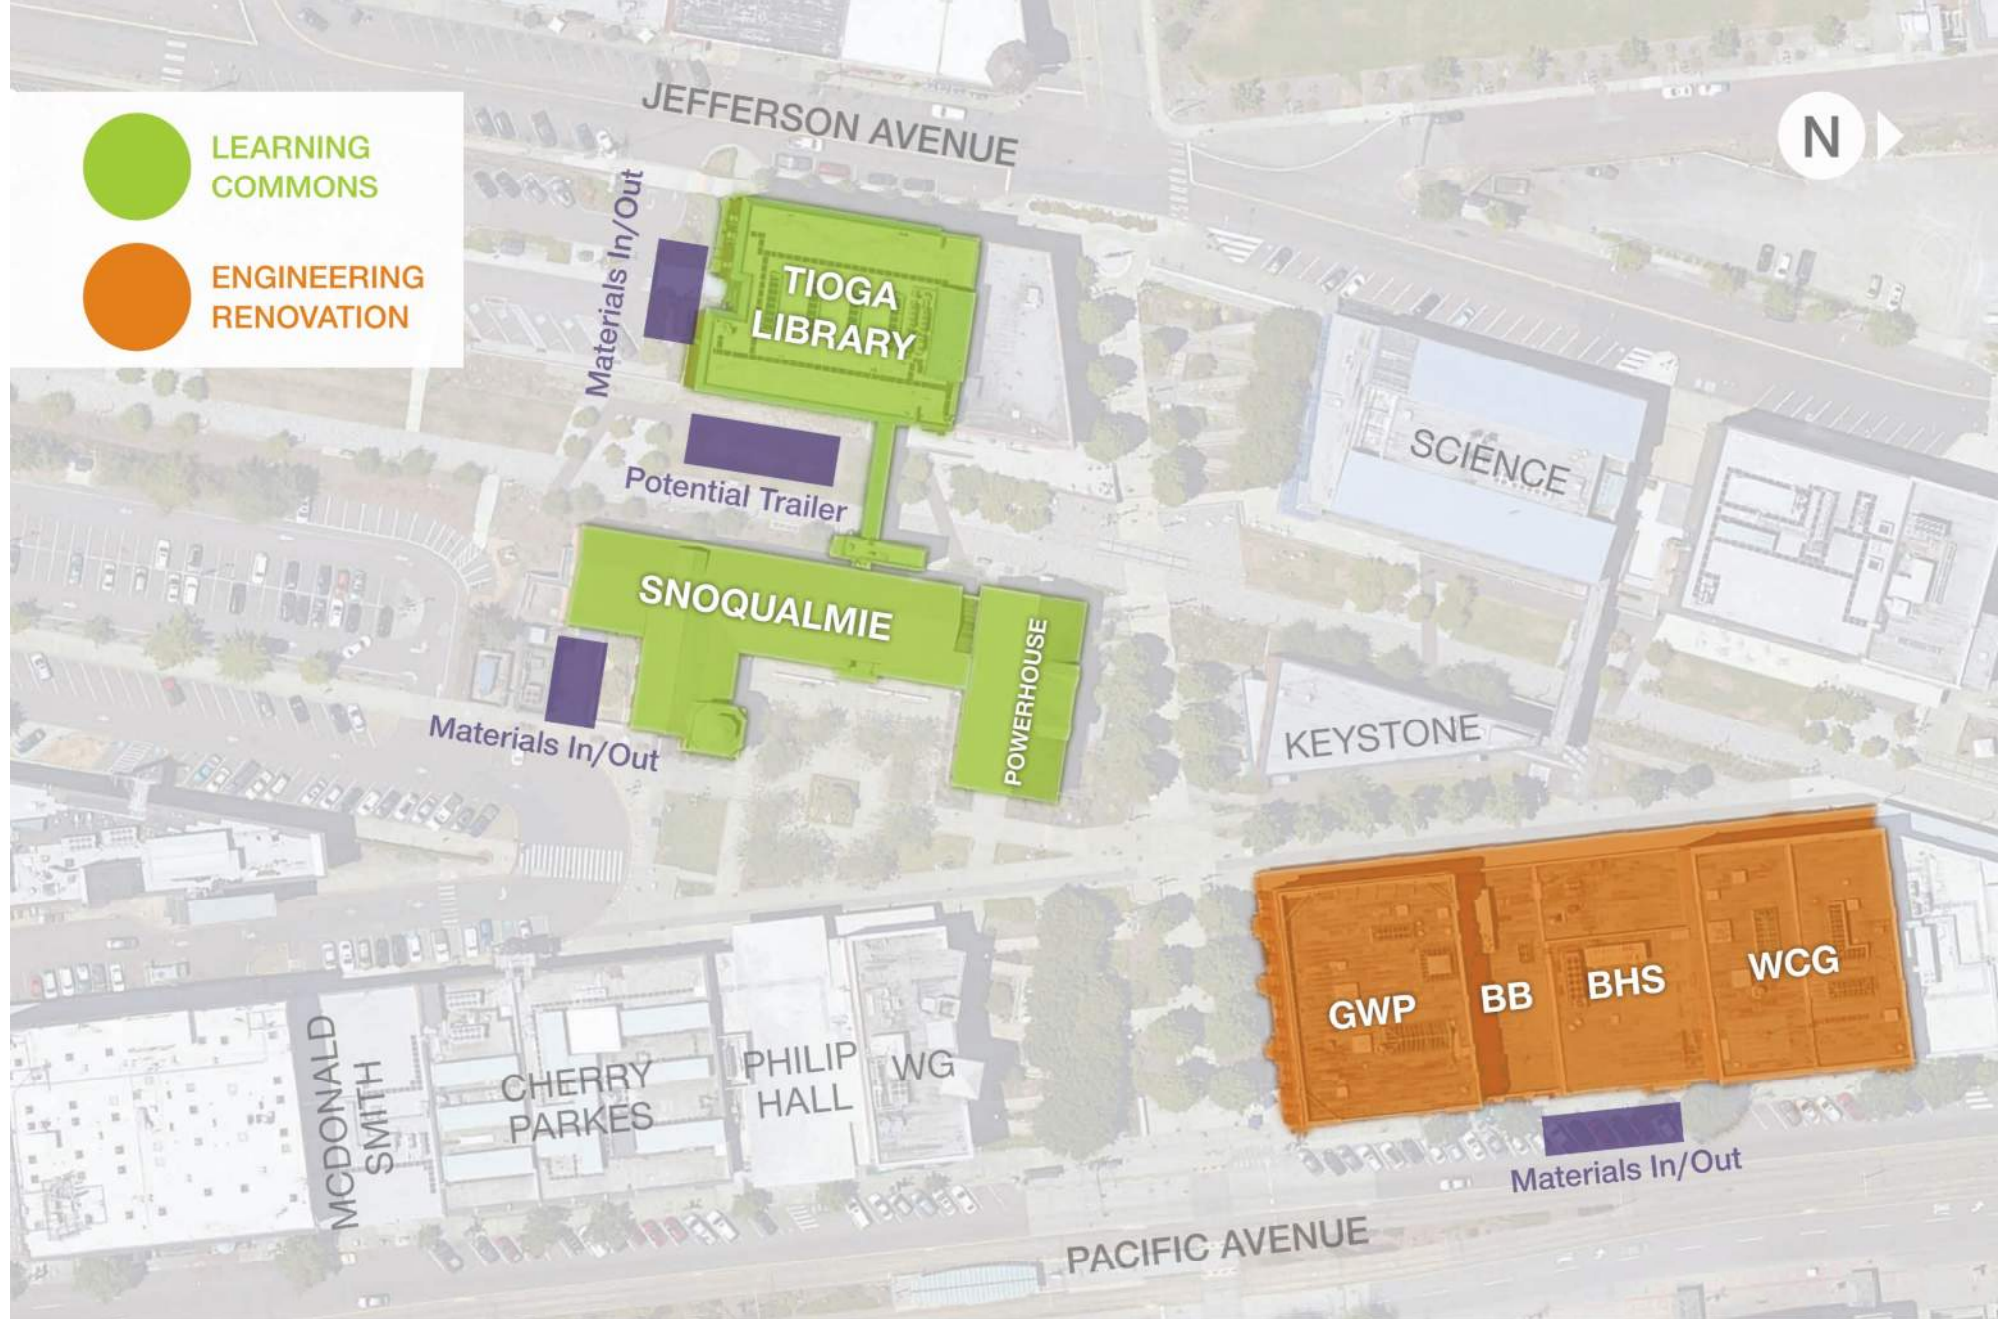 JEFFERSON AVENUE
N
LEARNING
COMMONS
ENGINEERING
RENOVATION
Materials In/Out
TIOGA
LIBRARY
Potential Trailer
SCIENCE
SNOQUALMIE
POWERHOUSE
Materials In/Out
KEYSTONE
GWP
BB
BHS
WCG
MCDONALD
SMITH
CHERRY
PARKES
PHILIP
HALL
WG
Materials In/Out
PACIFIC AVENUE